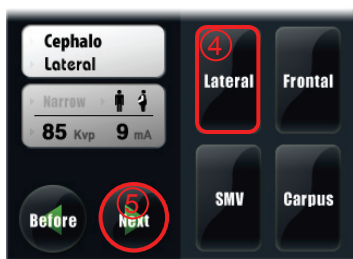 Cephalo
Lateral
Narrow
85 Kvp 9 mA
Before
⑤
Next
④
Lateral
Frontal
SMV
Carpus